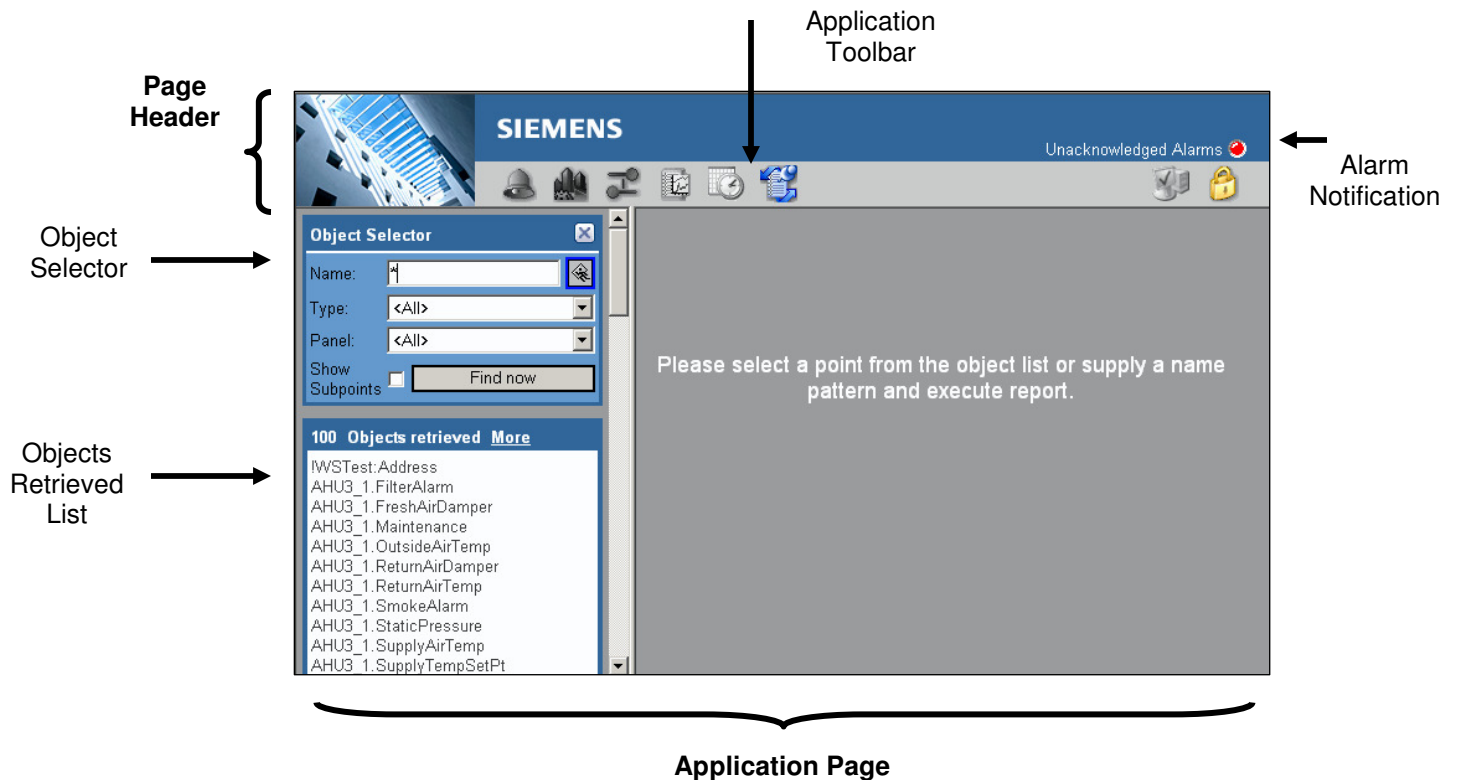 Application
Toolbar
Page
Header
SIEMENS
Unacknowledged Alarms
Alarm
Notification
Object
Selector
Object Selector
Name: *
Type: <All>
Panel: <All>
Show
Subpoints
Find now
Please select a point from the object list or supply a name
pattern and execute report.
Objects
Retrieved
List
100 Objects retrieved More
!WSTest:Address
AHU3_1.FilterAlarm
AHU3_1.FreshAirDamper
AHU3_1.Maintenance
AHU3_1.OutsideAirTemp
AHU3_1.ReturnAirDamper
AHU3_1.ReturnAirTemp
AHU3_1.SmokeAlarm
AHU3_1.StaticPressure
AHU3_1.SupplyAirTemp
AHU3_1.SupplyTempSetPt
Application Page